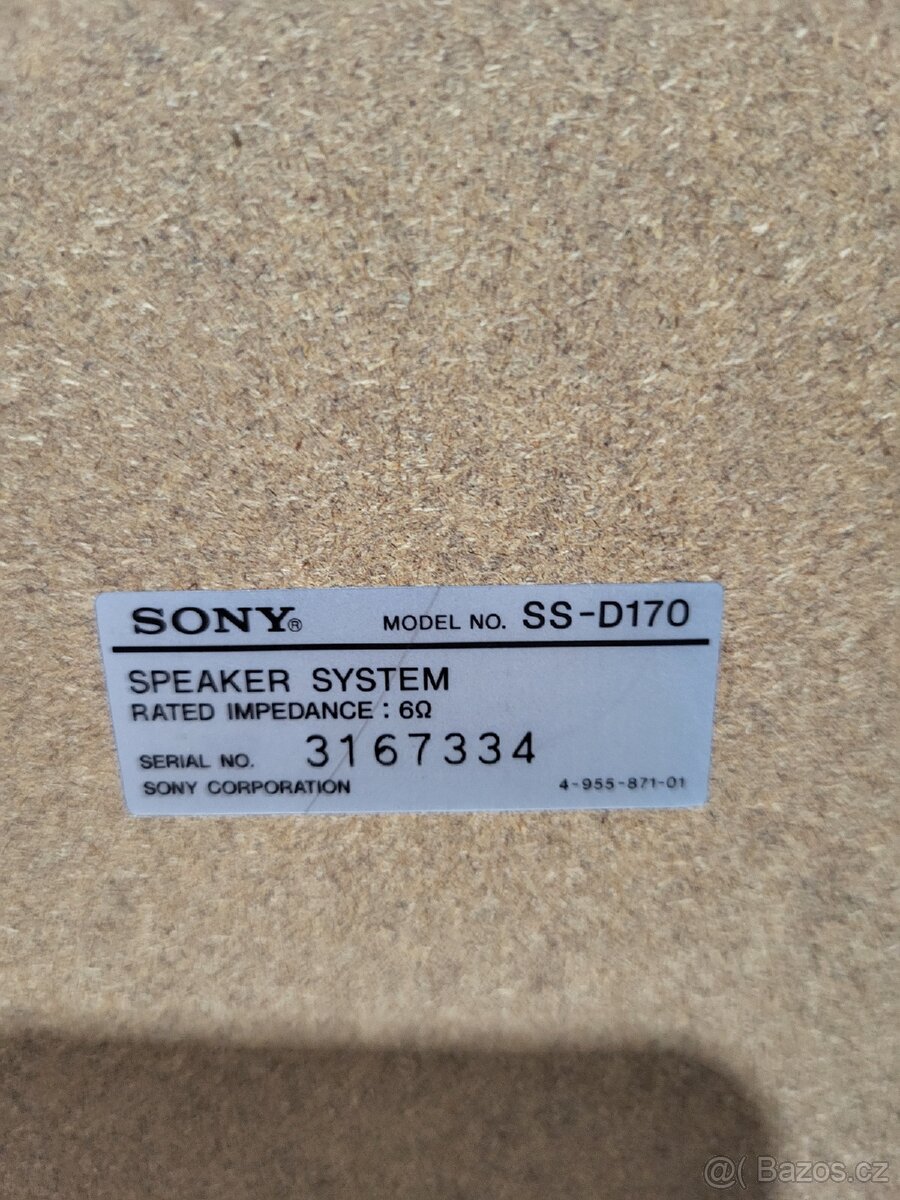 SONY® MODEL NO. SS-D170
SPEAKER SYSTEM
RATED IMPEDANCE : 6Ω
SERIAL NO. 3167334
SONY CORPORATION 4-955-871-01
@( Bazos.cz